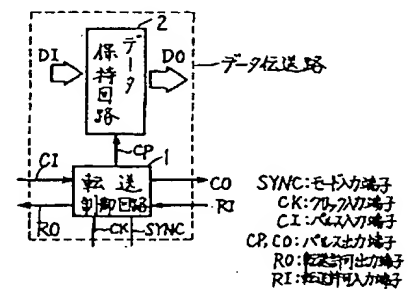 2
データ
保持回路
DI
DO
データ伝送路
CP
1
転送
制御回路
CI
CO
RO
RI
CK
SYNC
SYNC:モード入力端子
CK:クロック入力端子
CI:パルス入力端子
CP,CO:パルス出力端子
RO:転送許可出力端子
RI:転送許可入力端子